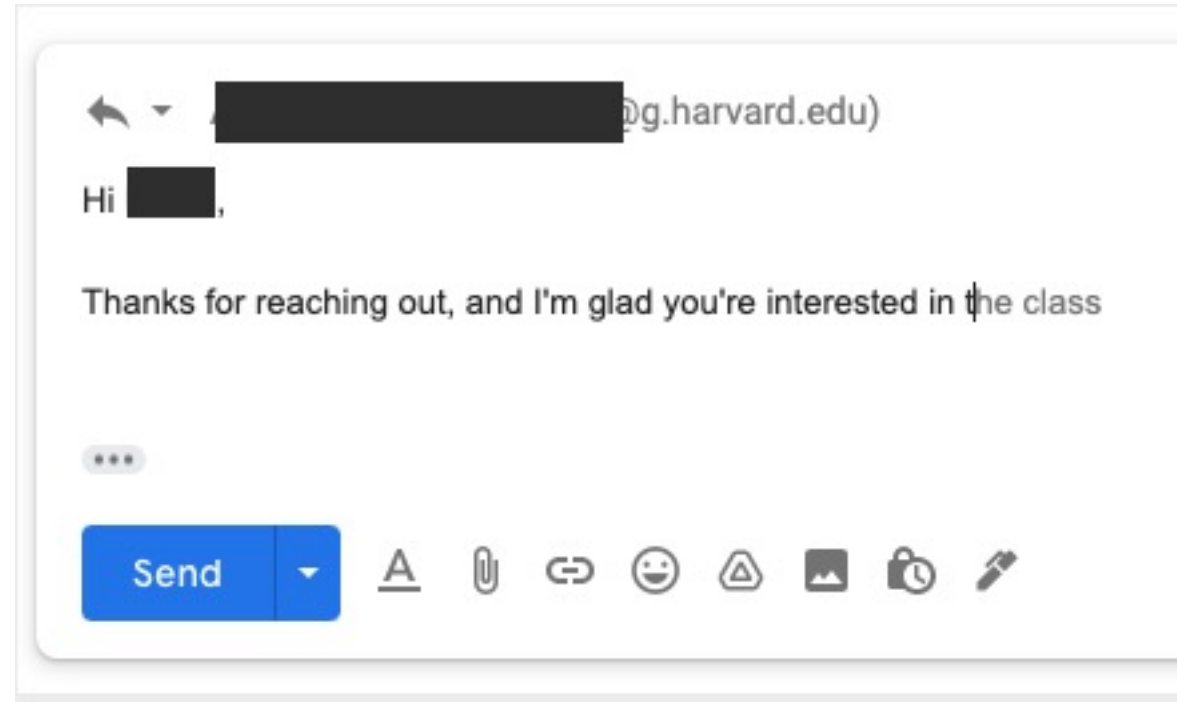 @g.harvard.edu)
Hi ,
Thanks for reaching out, and I'm glad you're interested in the class
Send